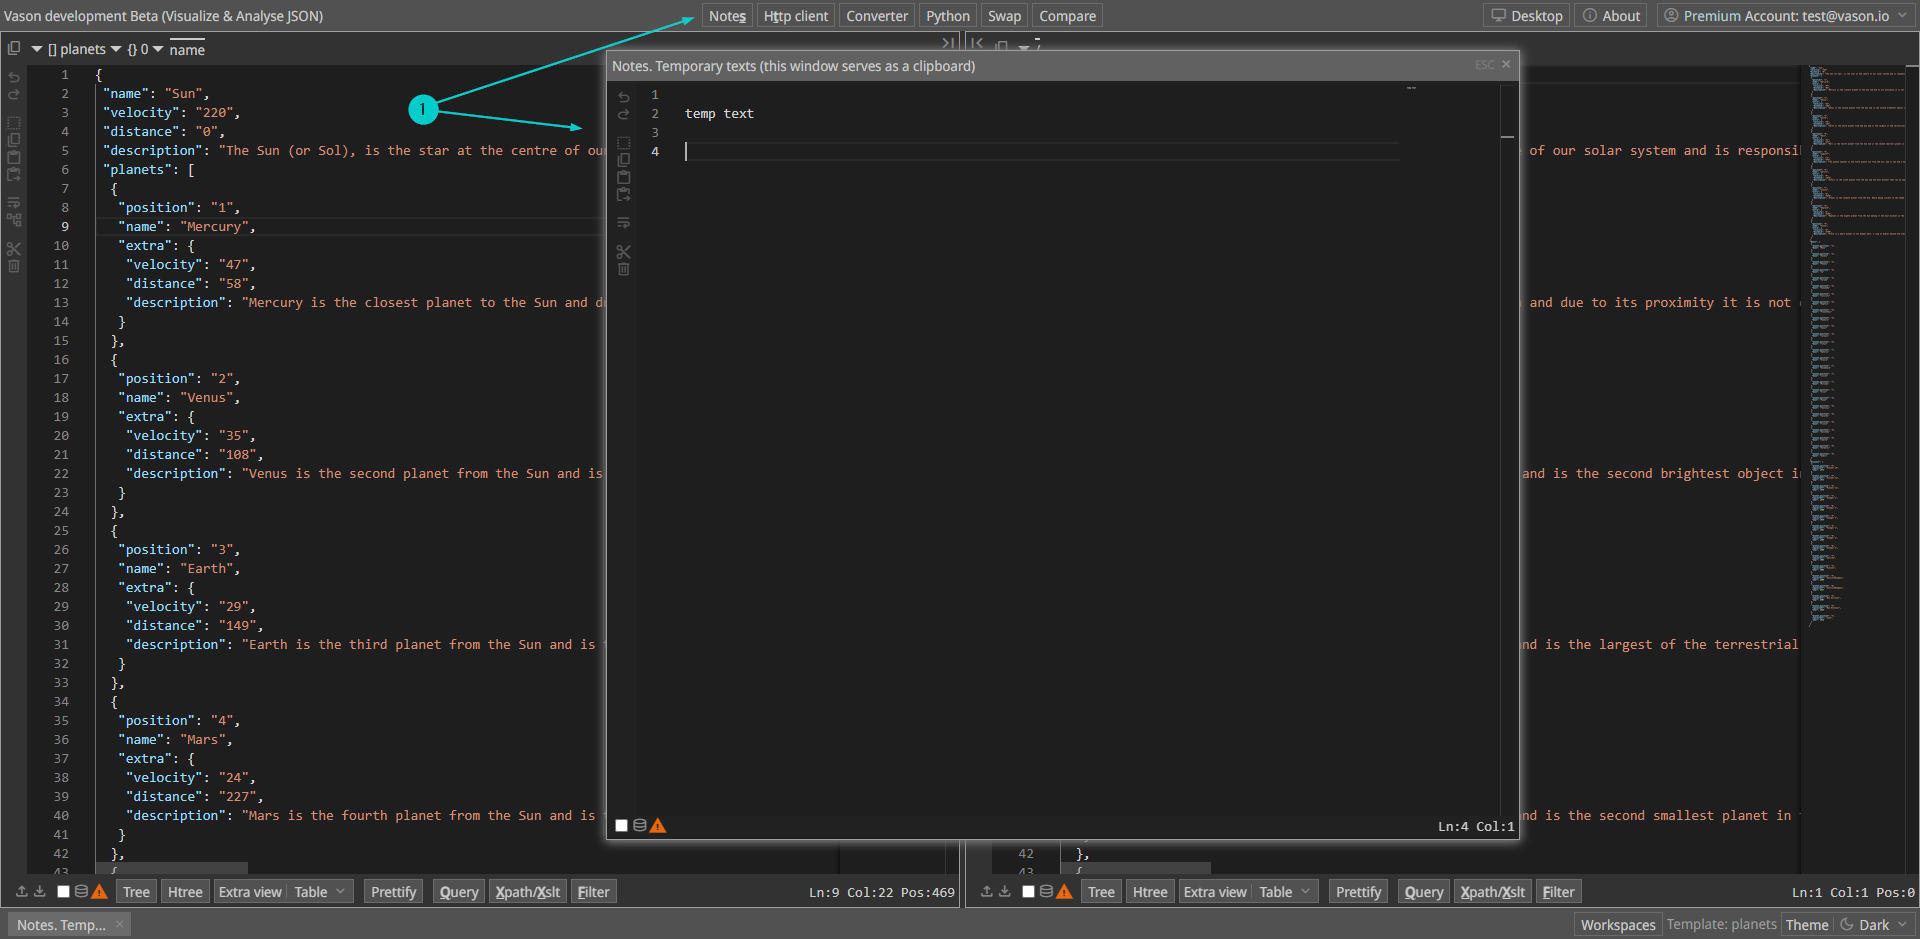 Vason development Beta (Visualize & Analyse JSON)
Notes
Http client
Converter
Python
Swap
Compare
Desktop
About
Premium Account: test@vason.io
[] planets {} 0 name
1 {
2 "name": "Sun",
3 "velocity": "220",
4 "distance": "0",
5 "description": "The Sun (or Sol), is the star at the centre of
6 "planets": [
7 {
8 "position": "1",
9 "name": "Mercury",
10 "extra": {
11 "velocity": "47",
12 "distance": "58",
13 "description": "Mercury is the closest planet to the Sun and
14 }
15 },
16 {
17 "position": "2",
18 "name": "Venus",
19 "extra": {
20 "velocity": "35",
21 "distance": "108",
22 "description": "Venus is the second planet from the Sun and is
23 }
24 },
25 {
26 "position": "3",
27 "name": "Earth",
28 "extra": {
29 "velocity": "29",
30 "distance": "149",
31 "description": "Earth is the third planet from the Sun and is
32 }
33 },
34 {
35 "position": "4",
36 "name": "Mars",
37 "extra": {
38 "velocity": "24",
39 "distance": "227",
40 "description": "Mars is the fourth planet from the Sun and is
41 }
42 },
43 {
1
Notes. Temporary texts (this window serves as a clipboard)
ESC
1
2 temp text
3
4
Ln:4 Col:1
/
of our solar system and is
and due to its proximity it is not
and is the second brightest object
is the largest of the terrestrial
is the second smallest planet in
42 },
43 {
Tree
Htree
Extra view
Table
Prettify
Query
Xpath/Xslt
Filter
Ln:9 Col:22 Pos:469
Tree
Htree
Extra view
Table
Prettify
Query
Xpath/Xslt
Filter
Ln:1 Col:1 Pos:0
Notes. Temp...
Workspaces
Template: planets
Theme
Dark